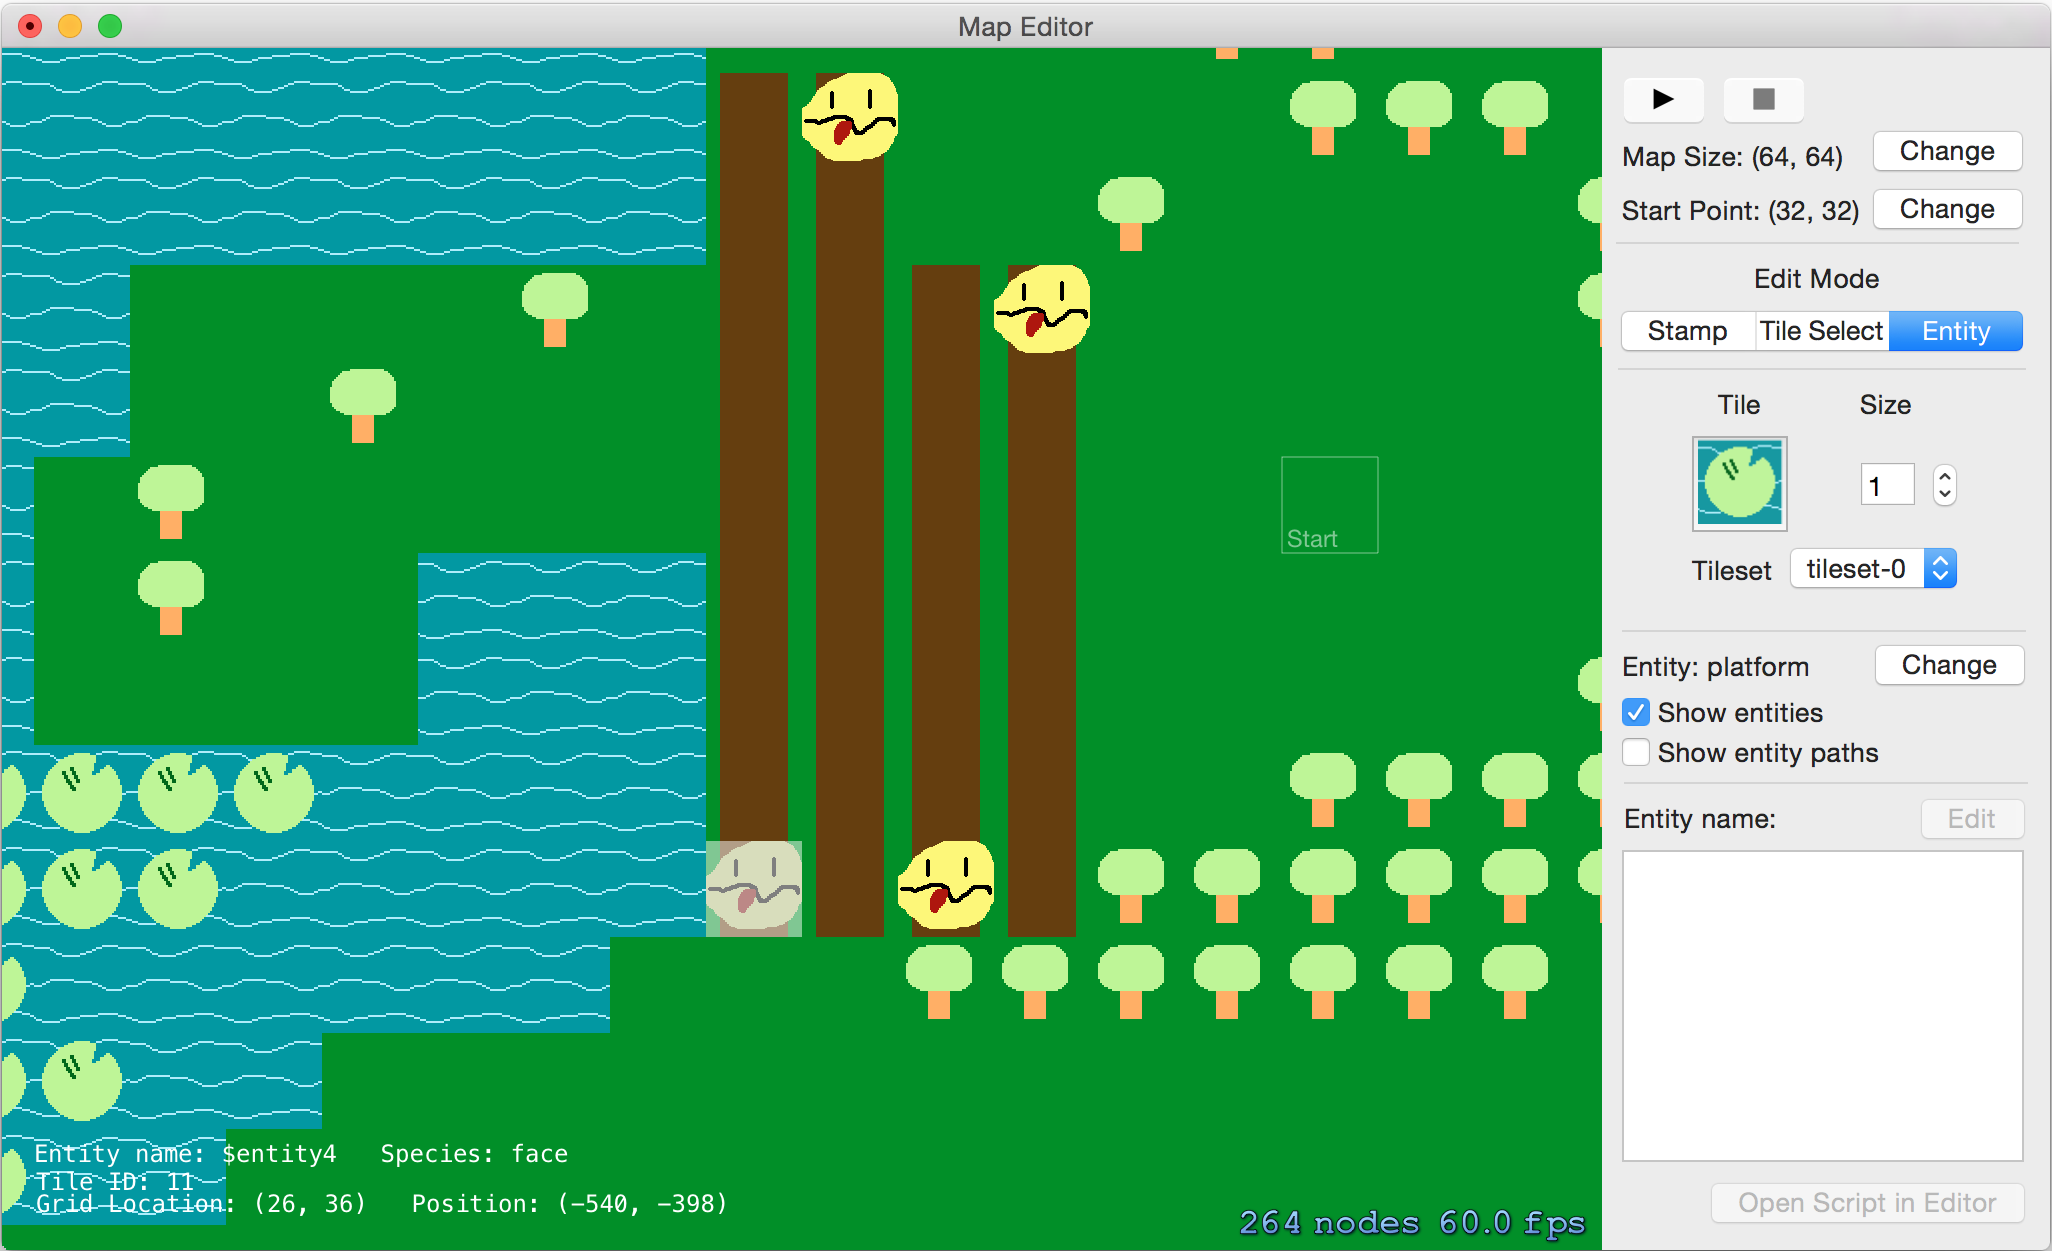 Map Editor
Map Size: (64, 64) Change
Start Point: (32, 32) Change
Edit Mode
Stamp Tile Select Entity
Tile Size
1
Tileset tileset-0
Start
Entity: platform Change
Show entities
Show entity paths
Entity name: Edit
Open Script in Editor
Entity name: $entity4 Species: face
Tile ID: 11
Grid Location: (26, 36) Position: (-540, -398)
264 nodes 60.0 fps